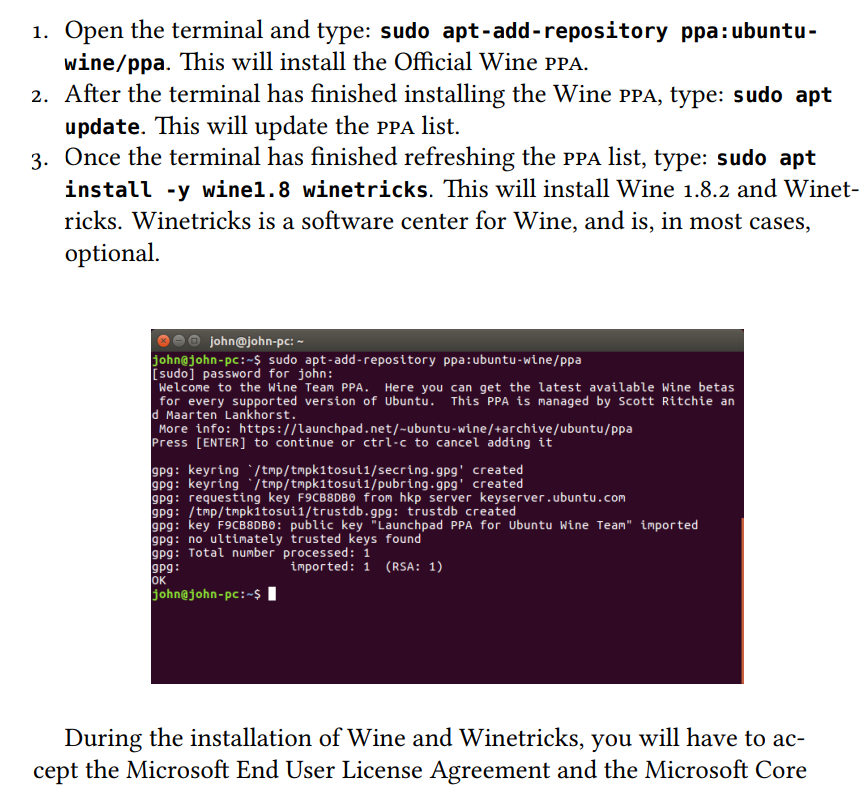 1. Open the terminal and type: sudo apt-add-repository ppa:ubuntu-
wine/ppa. This will install the Official Wine PPA.
2. After the terminal has finished installing the Wine PPA, type: sudo apt
update. This will update the PPA list.
3. Once the terminal has finished refreshing the PPA list, type: sudo apt
install -y wine1.8 winetricks. This will install Wine 1.8.2 and Winet-
ricks. Winetricks is a software center for Wine, and is, in most cases,
optional.
john@john-pc: ~
john@john-pc:~$ sudo apt-add-repository ppa:ubuntu-wine/ppa
[sudo] password for john:
Welcome to the Wine Team PPA.  Here you can get the latest available Wine betas
for every supported version of Ubuntu.  This PPA is managed by Scott Ritchie an
d Maarten Lankhorst.
More info: https://launchpad.net/~ubuntu-wine/+archive/ubuntu/ppa
Press [ENTER] to continue or ctrl-c to cancel adding it
gpg: keyring `/tmp/tmpk1tosui1/secring.gpg' created
gpg: keyring `/tmp/tmpk1tosui1/pubring.gpg' created
gpg: requesting key F9CB8DB0 from hkp server keyserver.ubuntu.com
gpg: /tmp/tmpk1tosui1/trustdb.gpg: trustdb created
gpg: key F9CB8DB0: public key "Launchpad PPA for Ubuntu Wine Team" imported
gpg: no ultimately trusted keys found
gpg: Total number processed: 1
gpg:               imported: 1  (RSA: 1)
OK
john@john-pc:~$
During the installation of Wine and Winetricks, you will have to ac-
cept the Microsoft End User License Agreement and the Microsoft Core